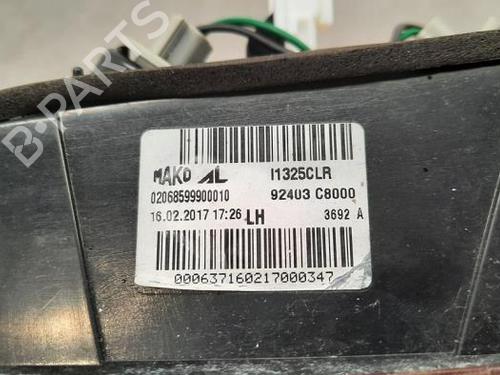 MAKO AL I1325CLR
02068599900010 92403 C8000
16.02.2017 17:26 LH 3692 A
000637160217000347
B-PARTS